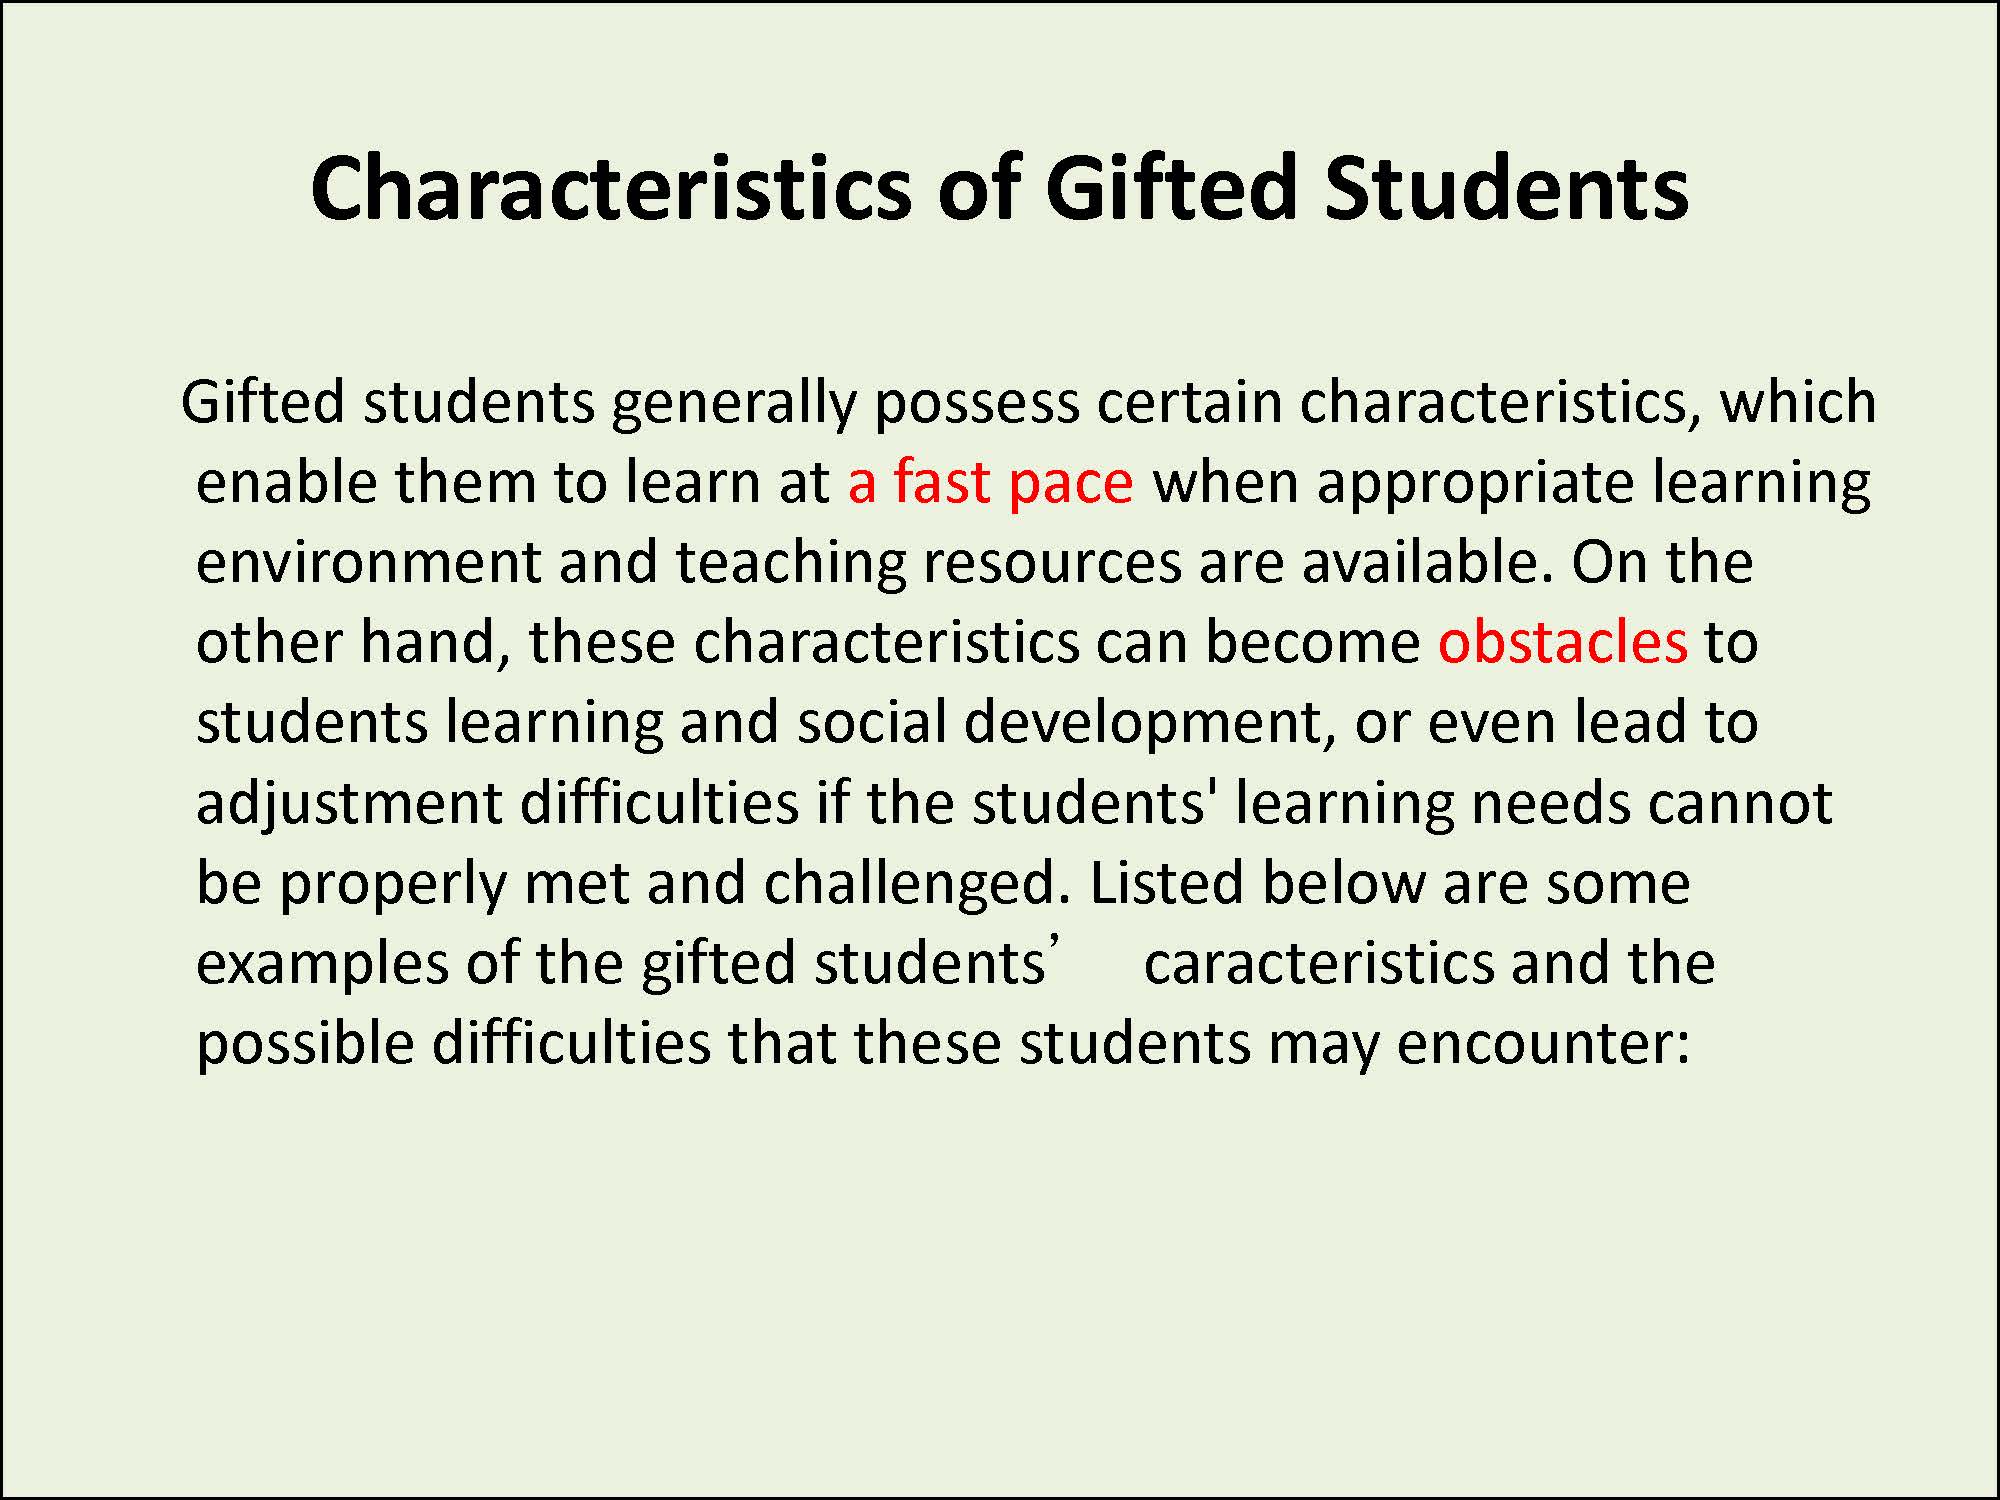 Characteristics of Gifted Students
Gifted students generally possess certain characteristics, which
enable them to learn at a fast pace when appropriate learning
environment and teaching resources are available. On the
other hand, these characteristics can become obstacles to
students learning and social development, or even lead to
adjustment difficulties if the students' learning needs cannot
be properly met and challenged. Listed below are some
examples of the gifted students’ caracteristics and the
possible difficulties that these students may encounter: